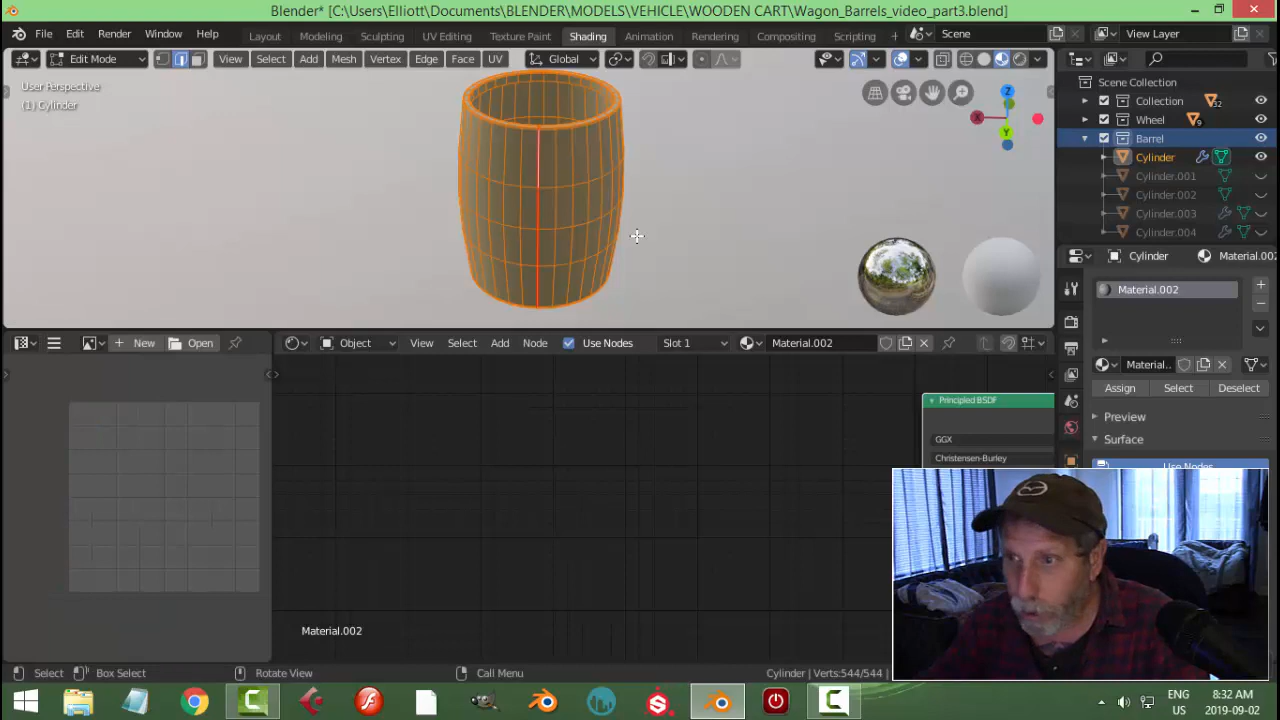 Blender* [C:\Users\Elliott\Documents\BLENDER\MODELS\VEHICLE\WOODEN CART\Wagon_Barrels_video_part3.blend]
File Edit Render Window Help Layout Modeling Sculpting UV Editing Texture Paint Shading Animation Rendering Compositing Scripting Scene View Layer
Edit Mode View Select Add Mesh Vertex Edge Face UV Global
User Perspective
(1) Cylinder
X
Y
Z
Scene Collection
Collection 32
Wheel 9
Barrel
Cylinder
Cylinder.001
Cylinder.002
Cylinder.003
Cylinder.004
Cylinder Material.002
Material.002
New Open Object View Select Add Node Use Nodes Slot 1 Material.002
Material..
Assign Select Deselect
Preview
Surface
Use Nodes
Principled BSDF
GGX
Christensen-Burley
Material.002
Select Box Select Rotate View Call Menu Cylinder | Verts:544/544 |
ENG
US
8:32 AM
2019-09-02